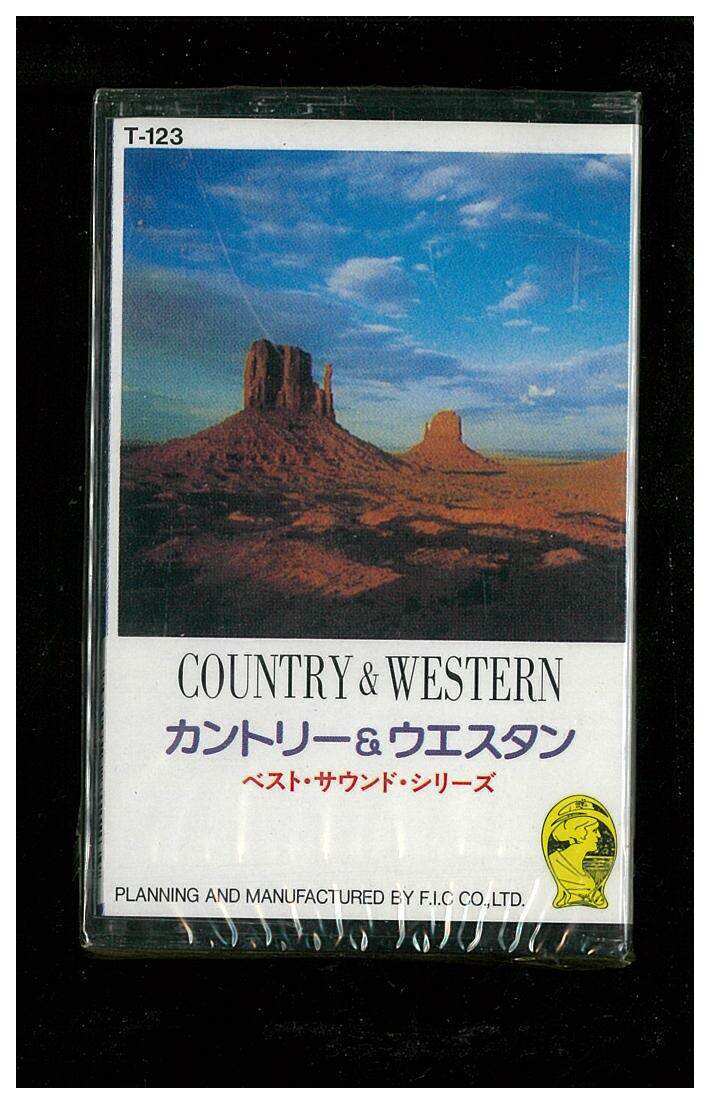 T-123
COUNTRY & WESTERN
カントリー&ウエスタン
ベスト・サウンド・シリーズ
PLANNING AND MANUFACTURED BY F.I.C CO.,LTD.